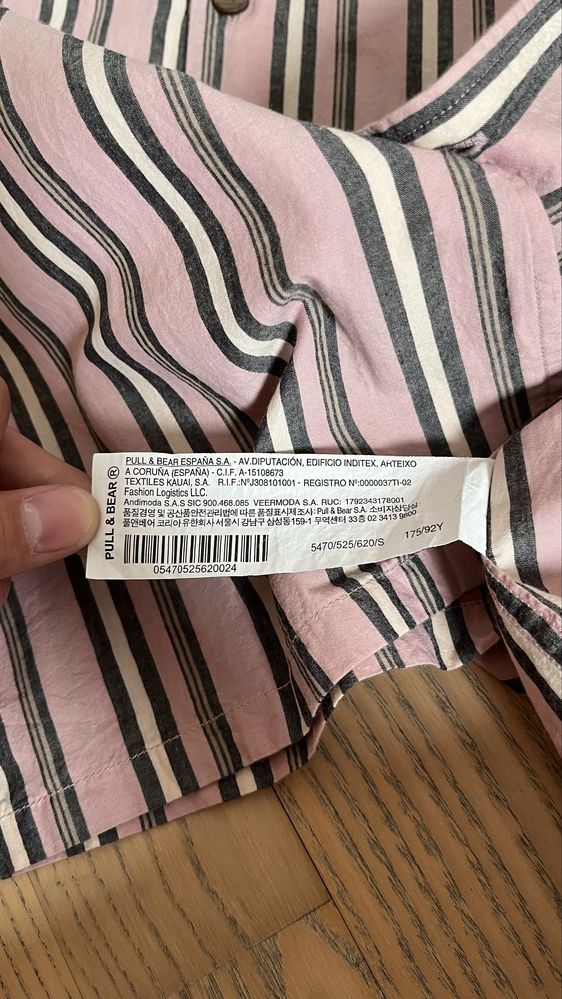 PULL & BEAR ®
PULL & BEAR ESPAÑA S.A. - AV.DIPUTACIÓN, EDIFICIO INDITEX, ARTEIXO
A CORUÑA (ESPAÑA) - C.I.F. A-15108673
TEXTILES KAUAI, S.A. R.I.F.:NºJ308101001 - REGISTRO Nº:0000037TI-02
Fashion Logistics LLC.
Andimoda S.A.S SIC 900.468.085 VEERMODA S.A. RUC: 1792343178001
품질경영 및 공산품안전관리법에 따른 품질표시제조사: Pull & Bear S.A. 소비자상담실
풀앤베어 코리아 유한회사 서울시 강남구 삼성동159-1 무역센터 33층 02 3413 9800
05470525620024
5470/525/620/S
175/92Y